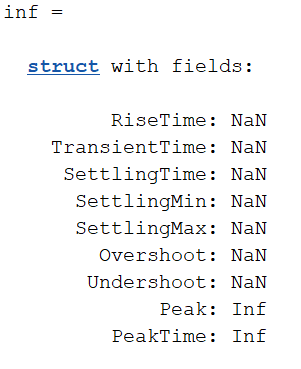 inf =
struct with fields:
RiseTime: NaN
TransientTime: NaN
SettlingTime: NaN
SettlingMin: NaN
SettlingMax: NaN
Overshoot: NaN
Undershoot: NaN
Peak: Inf
PeakTime: Inf